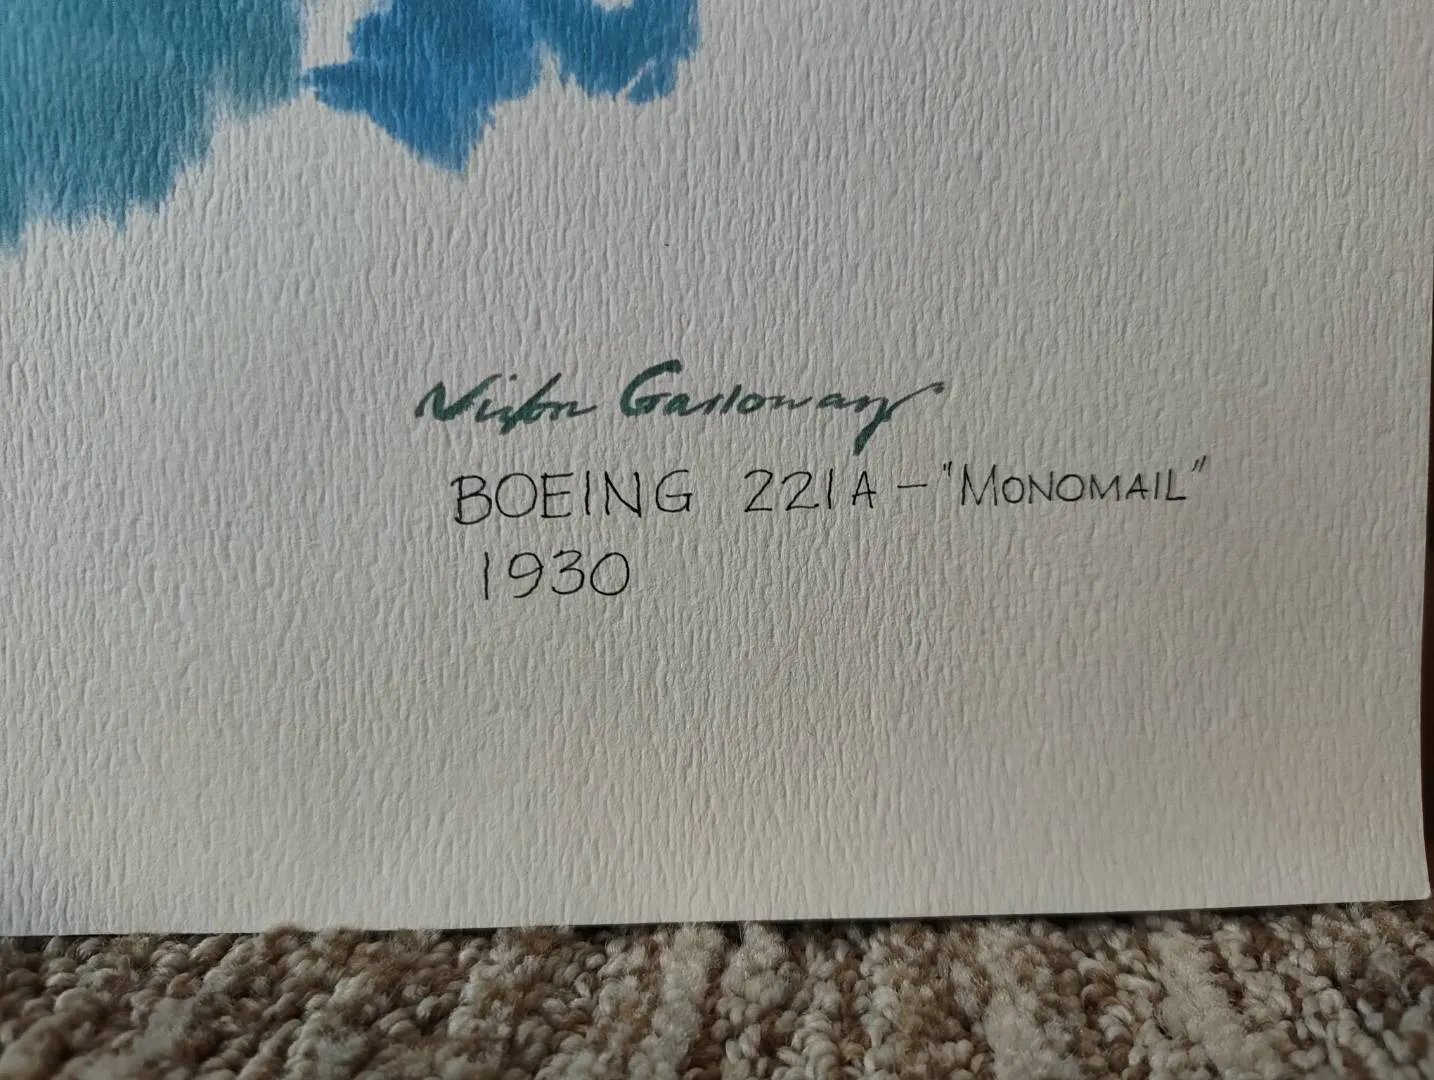 Nixon Galloway
BOEING 221A - "MONOMAIL"
1930